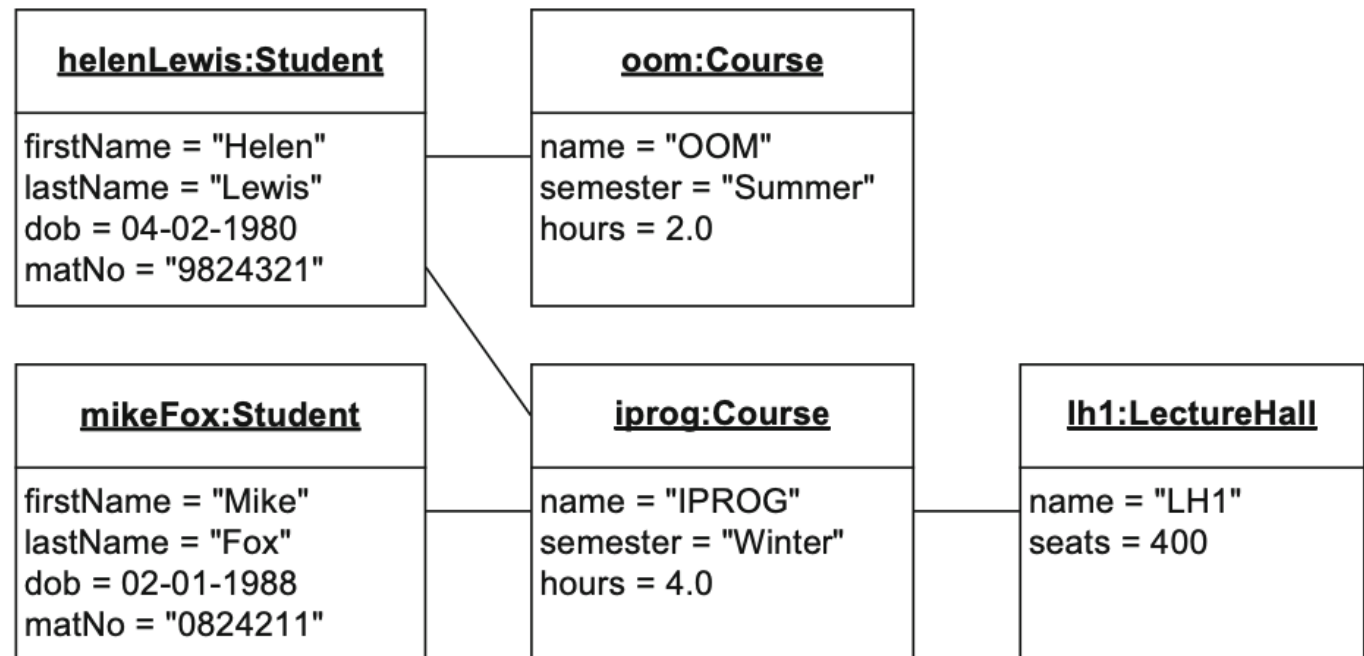 helenLewis:Student
firstName = "Helen"
lastName = "Lewis"
dob = 04-02-1980
matNo = "9824321"
oom:Course
name = "OOM"
semester = "Summer"
hours = 2.0
mikeFox:Student
firstName = "Mike"
lastName = "Fox"
dob = 02-01-1988
matNo = "0824211"
iprog:Course
name = "IPROG"
semester = "Winter"
hours = 4.0
lh1:LectureHall
name = "LH1"
seats = 400